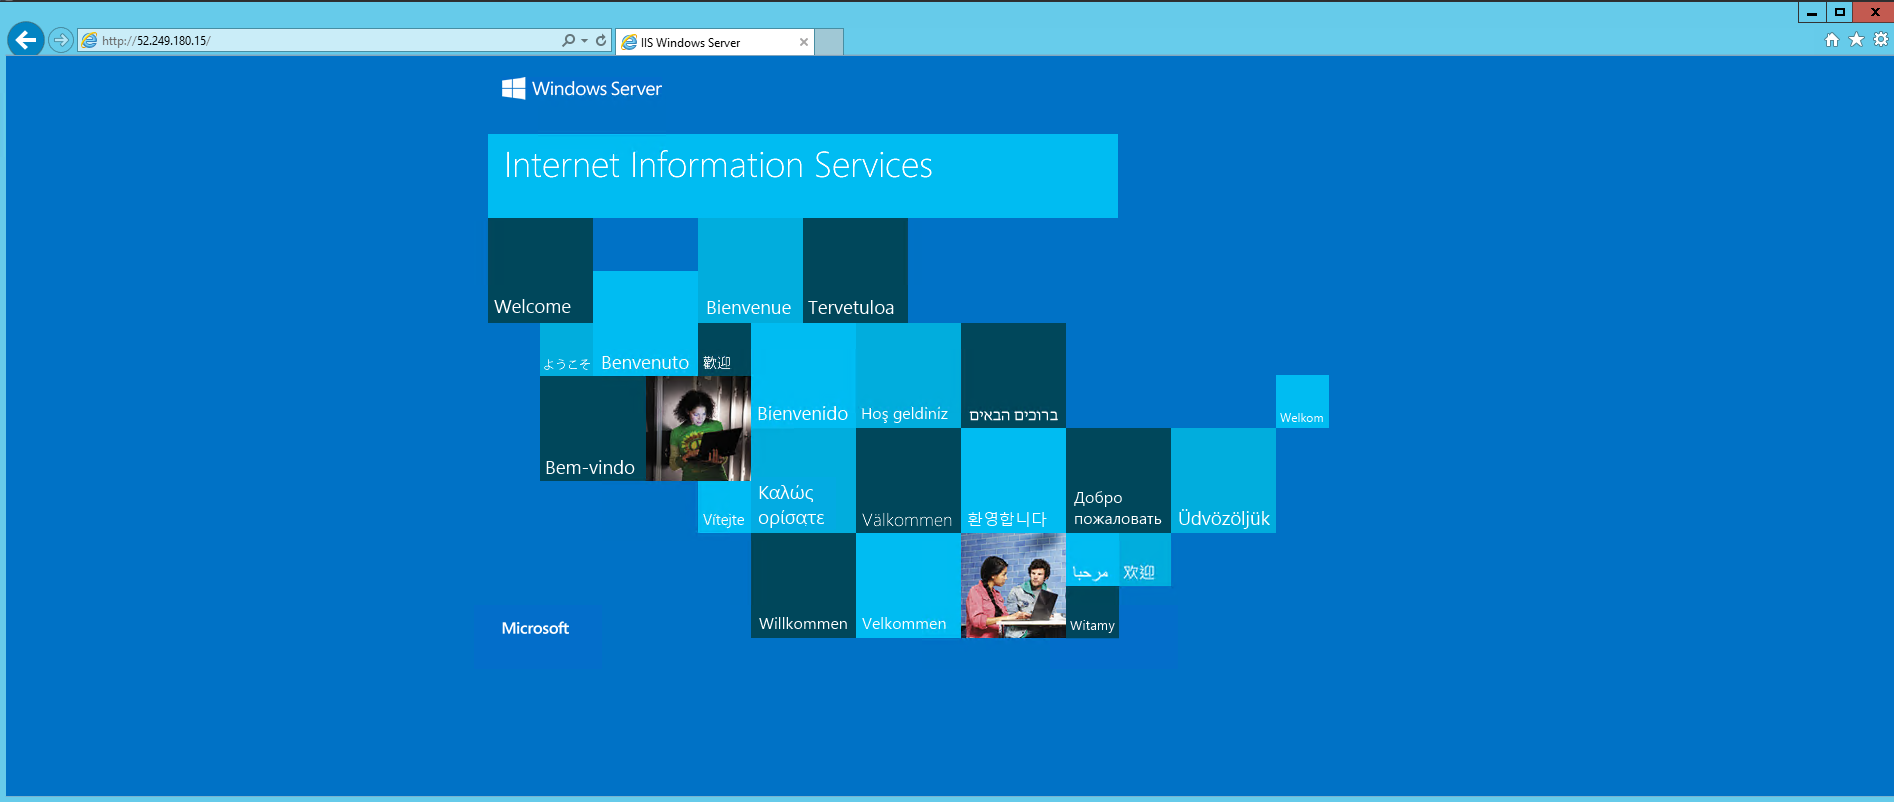 http://52.249.180.15/
IIS Windows Server
Windows Server
Internet Information Services
Welcome
Bienvenue
Tervetuloa
ようこそ
Benvenuto
歡迎
Bienvenido
Hoş geldiniz
ברוכים הבאים
Welkom
Bem-vindo
Vítejte
Καλώς
ορίσατε
Välkommen
환영합니다
Добро
пожаловать
Üdvözöljük
Willkommen
Velkommen
مرحبا
欢迎
Witamy
Microsoft